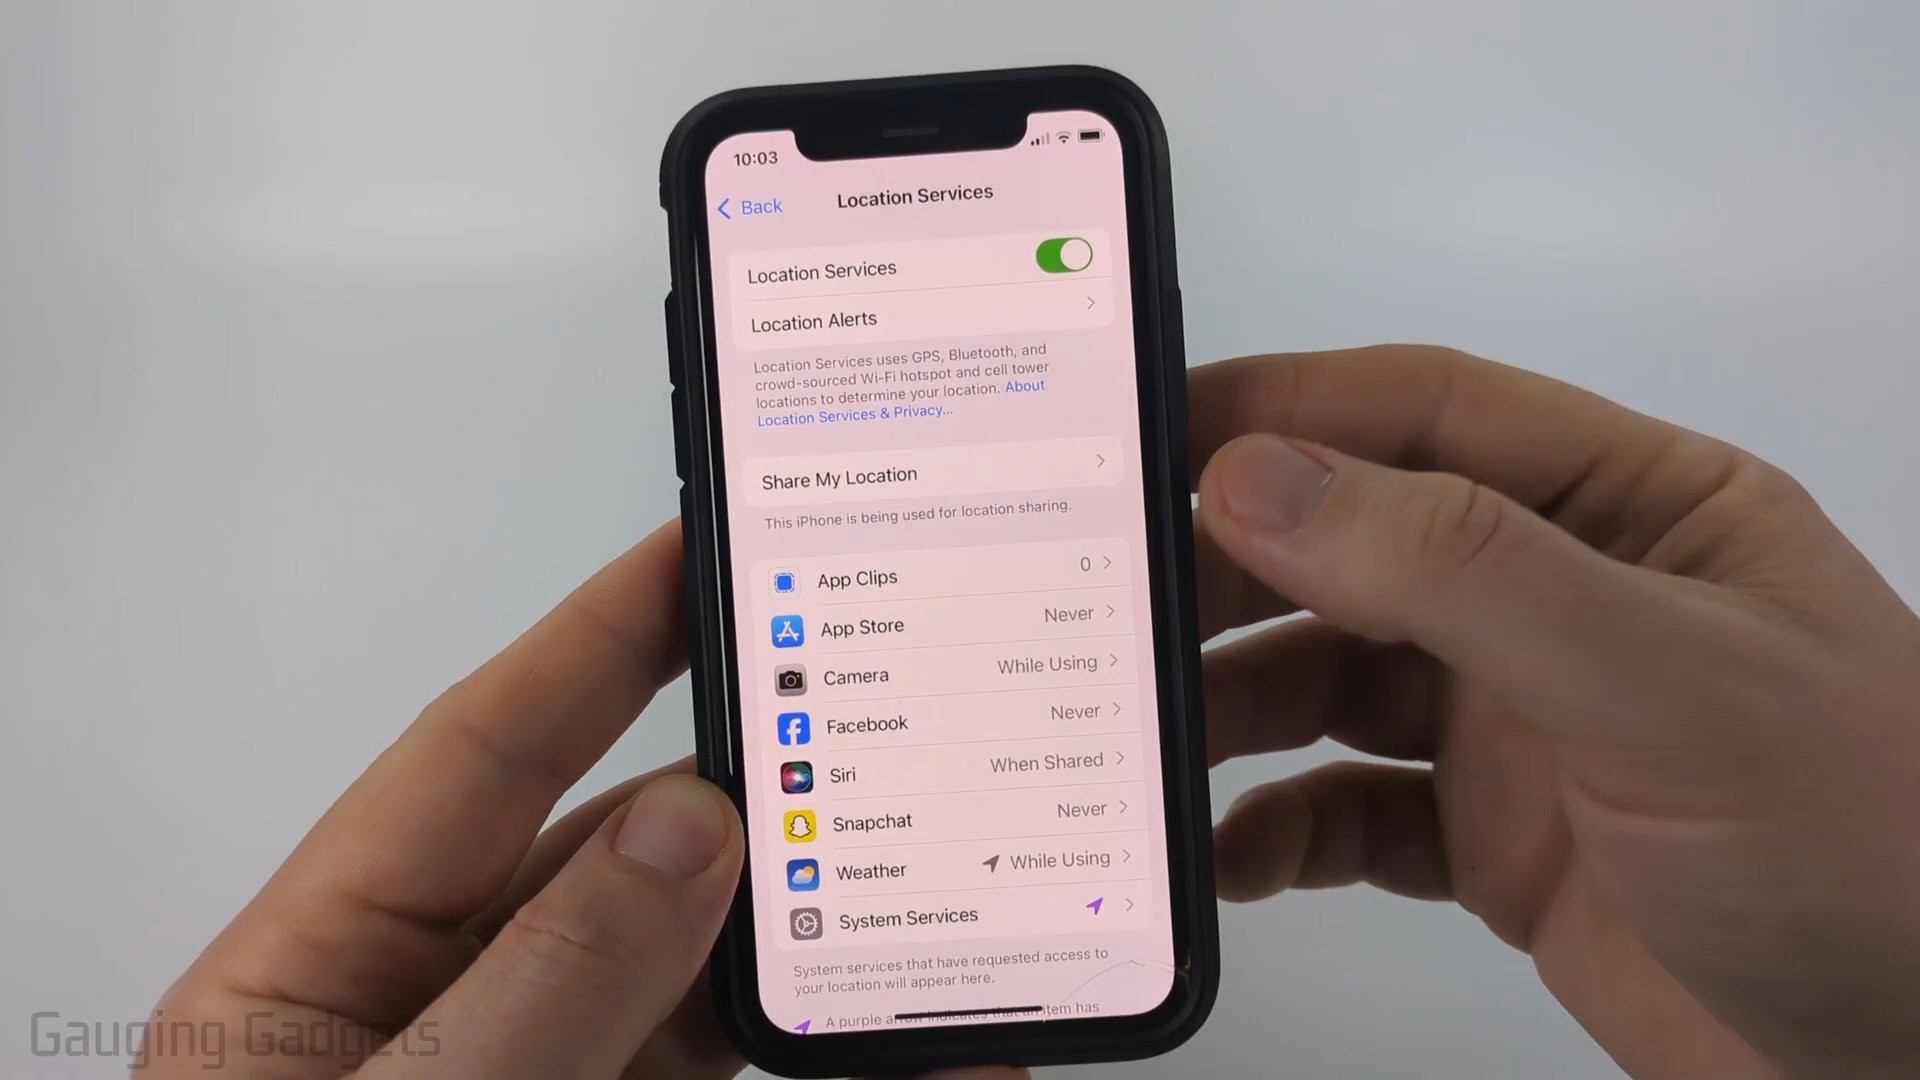 10:03
Back
Location Services
Location Services
Location Alerts
Location Services uses GPS, Bluetooth, and
crowd-sourced Wi-Fi hotspot and cell tower
locations to determine your location. About
Location Services & Privacy...
Share My Location
This iPhone is being used for location sharing.
App Clips 0
App Store Never
Camera While Using
Facebook Never
Siri When Shared
Snapchat Never
Weather While Using
System Services
System services that have requested access to
your location will appear here.
A purple arrow indicates that an item has
Gauging Gadgets